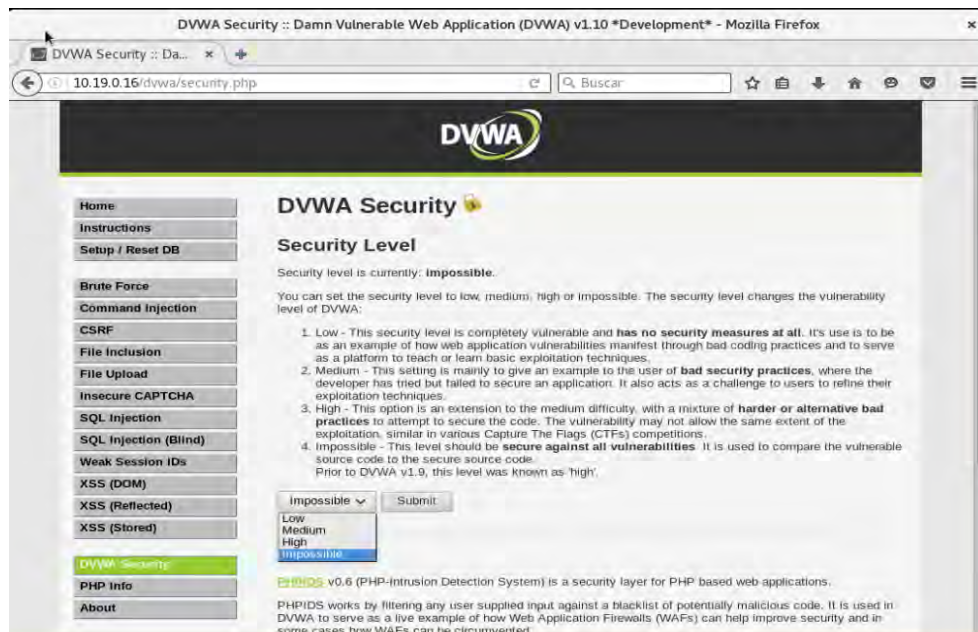 DVWA Security :: Damn Vulnerable Web Application (DVWA) v1.10 *Development* - Mozilla Firefox
DVWA Security :: Da...
10.19.0.16/dvwa/security.php
Buscar
DVWA
Home
Instructions
Setup / Reset DB
Brute Force
Command Injection
CSRF
File Inclusion
File Upload
Insecure CAPTCHA
SQL Injection
SQL Injection (Blind)
Weak Session IDs
XSS (DOM)
XSS (Reflected)
XSS (Stored)
DVWA Security
PHP Info
About
DVWA Security
Security Level
Security level is currently: impossible.
You can set the security level to low, medium, high or impossible. The security level changes the vulnerability
level of DVWA:
1. Low - This security level is completely vulnerable and has no security measures at all. It's use is to be
as an example of how web application vulnerabilities manifest through bad coding practices and to serve
as a platform to teach or learn basic exploitation techniques.
2. Medium - This setting is mainly to give an example to the user of bad security practices, where the
developer has tried but failed to secure an application. It also acts as a challenge to users to refine their
exploitation techniques.
3. High - This option is an extension to the medium difficulty, with a mixture of harder or alternative bad
practices to attempt to secure the code. The vulnerability may not allow the same extent of the
exploitation, similar in various Capture The Flags (CTFs) competitions.
4. Impossible - This level should be secure against all vulnerabilities. It is used to compare the vulnerable
source code to the secure source code.
Prior to DVWA v1.9, this level was known as 'high'.
Impossible
Submit
Low
Medium
High
Impossible
PHPIDS v0.6 (PHP-Intrusion Detection System) is a security layer for PHP based web applications.
PHPIDS works by filtering any user supplied input against a blacklist of potentially malicious code. It is used in
DVWA to serve as a live example of how Web Application Firewalls (WAFs) can help improve security and in
some cases how WAFs can be circumvented.